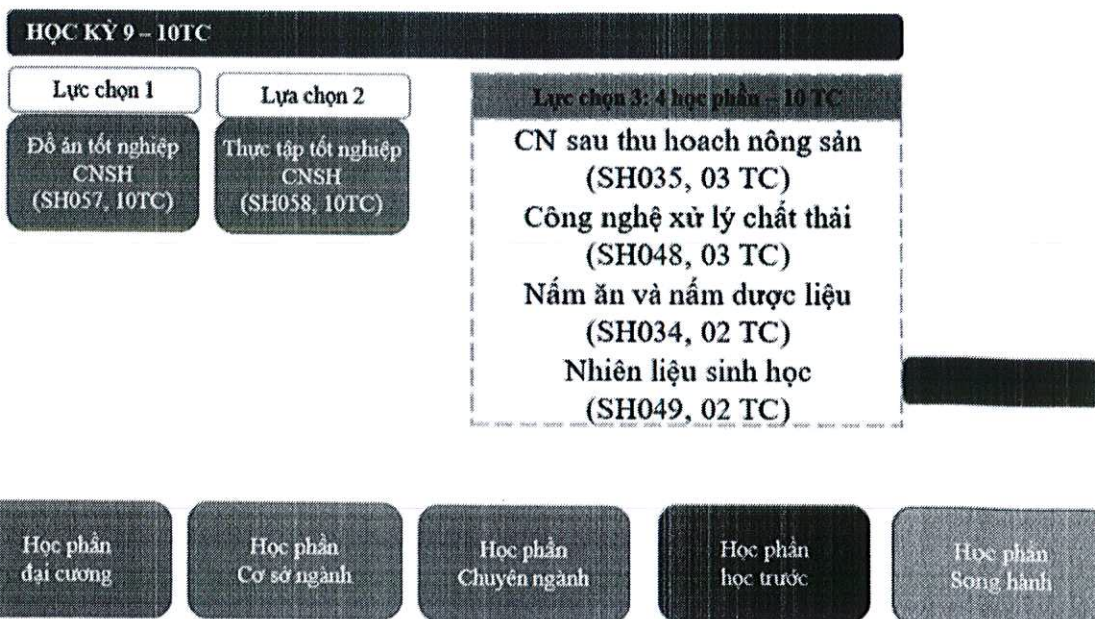 HỌC KỲ 9 – 10TC
Lực chọn 1
Lựa chọn 2
Lực chọn 3: 4 học phần – 10 TC
Đồ án tốt nghiệp
CNSH
(SH057, 10TC)
Thực tập tốt nghiệp
CNSH
(SH058, 10TC)
CN sau thu hoach nông sản
(SH035, 03 TC)
Công nghệ xử lý chất thải
(SH048, 03 TC)
Nấm ăn và nấm dược liệu
(SH034, 02 TC)
Nhiên liệu sinh học
(SH049, 02 TC)
Học phần
đại cương
Học phần
Cơ sở ngành
Học phần
Chuyên ngành
Học phần
học trước
Học phần
Song hành